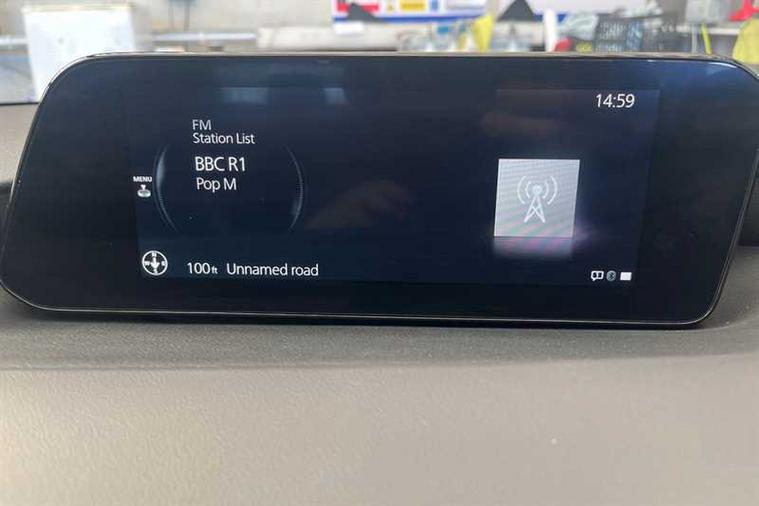 14:59
FM
Station List
BBC R1
Pop M
MENU
100ft Unnamed road